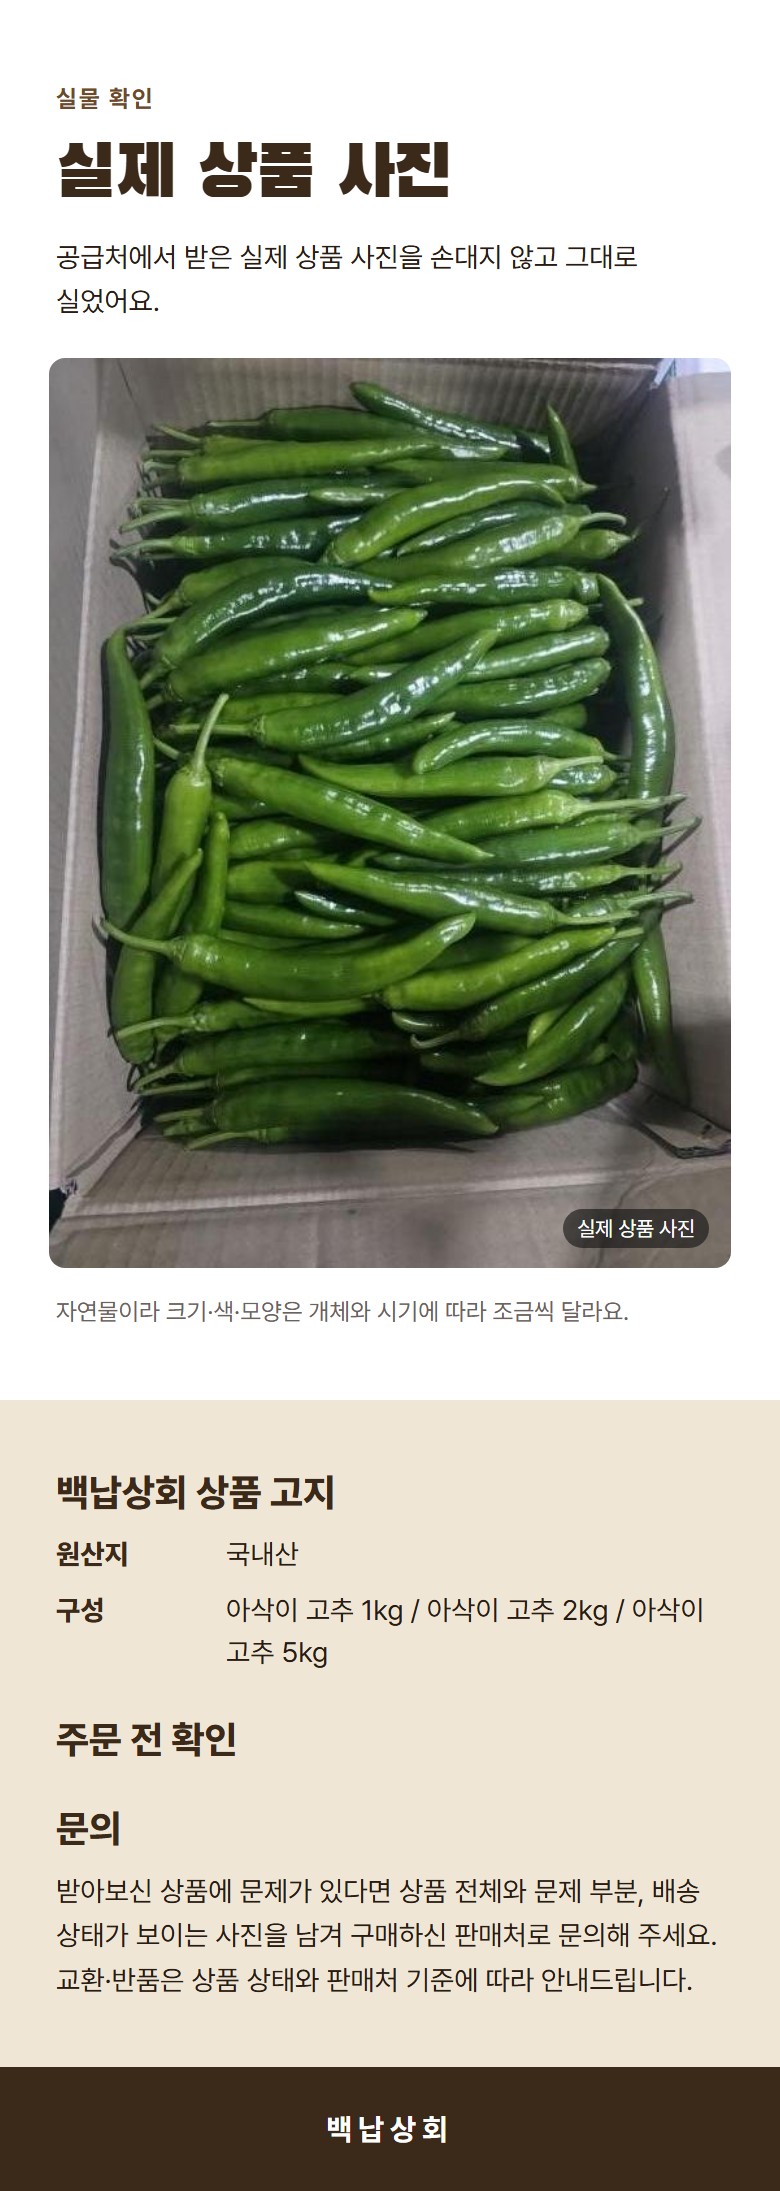 실물 확인
실제 상품 사진
공급처에서 받은 실제 상품 사진을 손대지 않고 그대로
실었어요.
실제 상품 사진
자연물이라 크기·색·모양은 개체와 시기에 따라 조금씩 달라요.
백납상회 상품 고지
원산지 국내산
구성 아삭이 고추 1kg / 아삭이 고추 2kg / 아삭이
고추 5kg
주문 전 확인
문의
받아보신 상품에 문제가 있다면 상품 전체와 문제 부분, 배송
상태가 보이는 사진을 남겨 구매하신 판매처로 문의해 주세요.
교환·반품은 상품 상태와 판매처 기준에 따라 안내드립니다.
백납상회